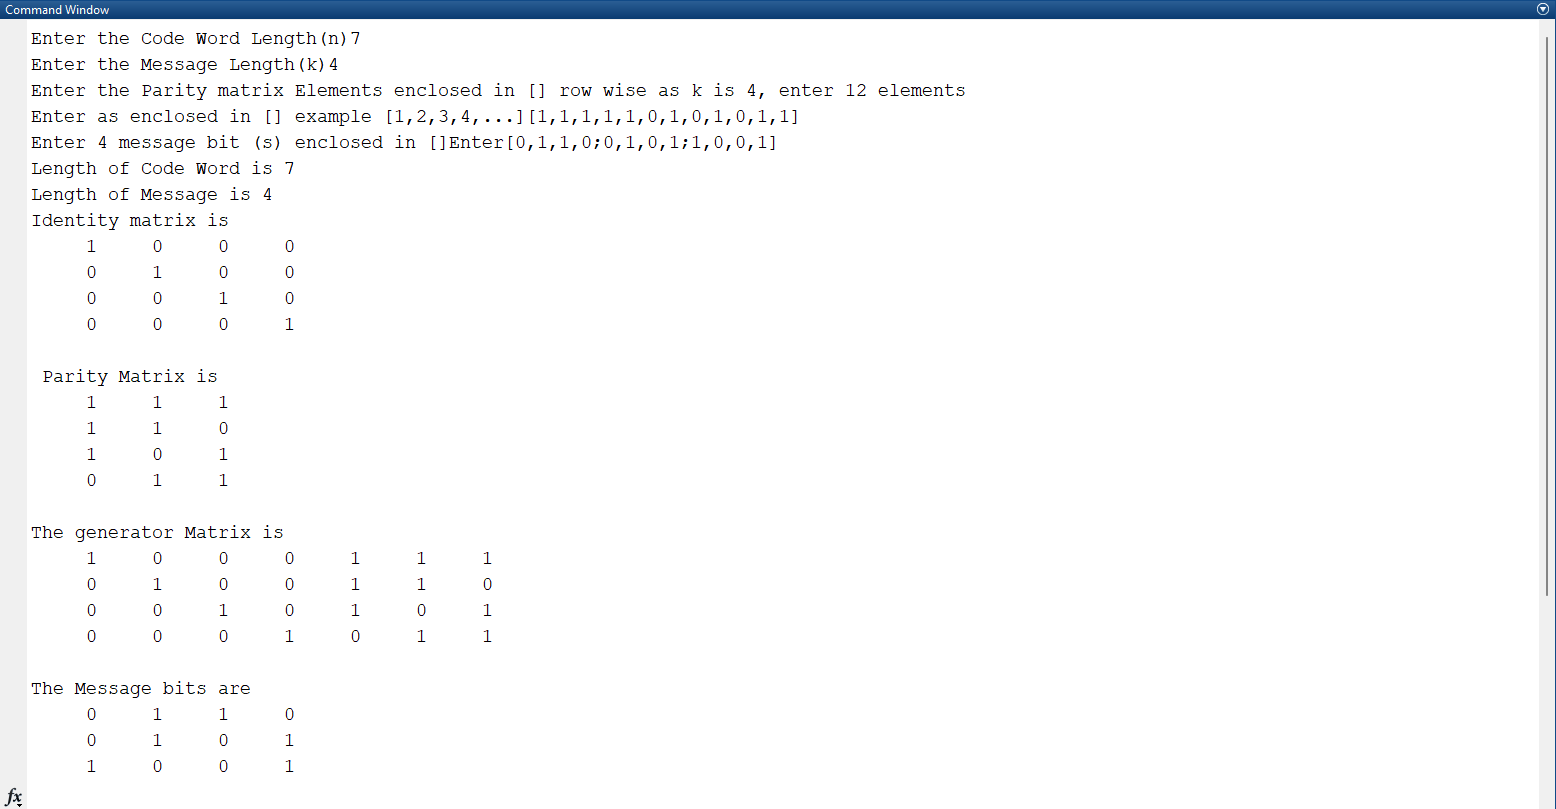 Command Window
Enter the Code Word Length(n)7
Enter the Message Length(k)4
Enter the Parity matrix Elements enclosed in [] row wise as k is 4, enter 12 elements
Enter as enclosed in [] example [1,2,3,4,...][1,1,1,1,1,0,1,0,1,0,1,1]
Enter 4 message bit (s) enclosed in []Enter[0,1,1,0;0,1,0,1;1,0,0,1]
Length of Code Word is 7
Length of Message is 4
Identity matrix is
1 0 0 0
0 1 0 0
0 0 1 0
0 0 0 1
Parity Matrix is
1 1 1
1 1 0
1 0 1
0 1 1
The generator Matrix is
1 0 0 0 1 1 1
0 1 0 0 1 1 0
0 0 1 0 1 0 1
0 0 0 1 0 1 1
The Message bits are
0 1 1 0
0 1 0 1
1 0 0 1
fx